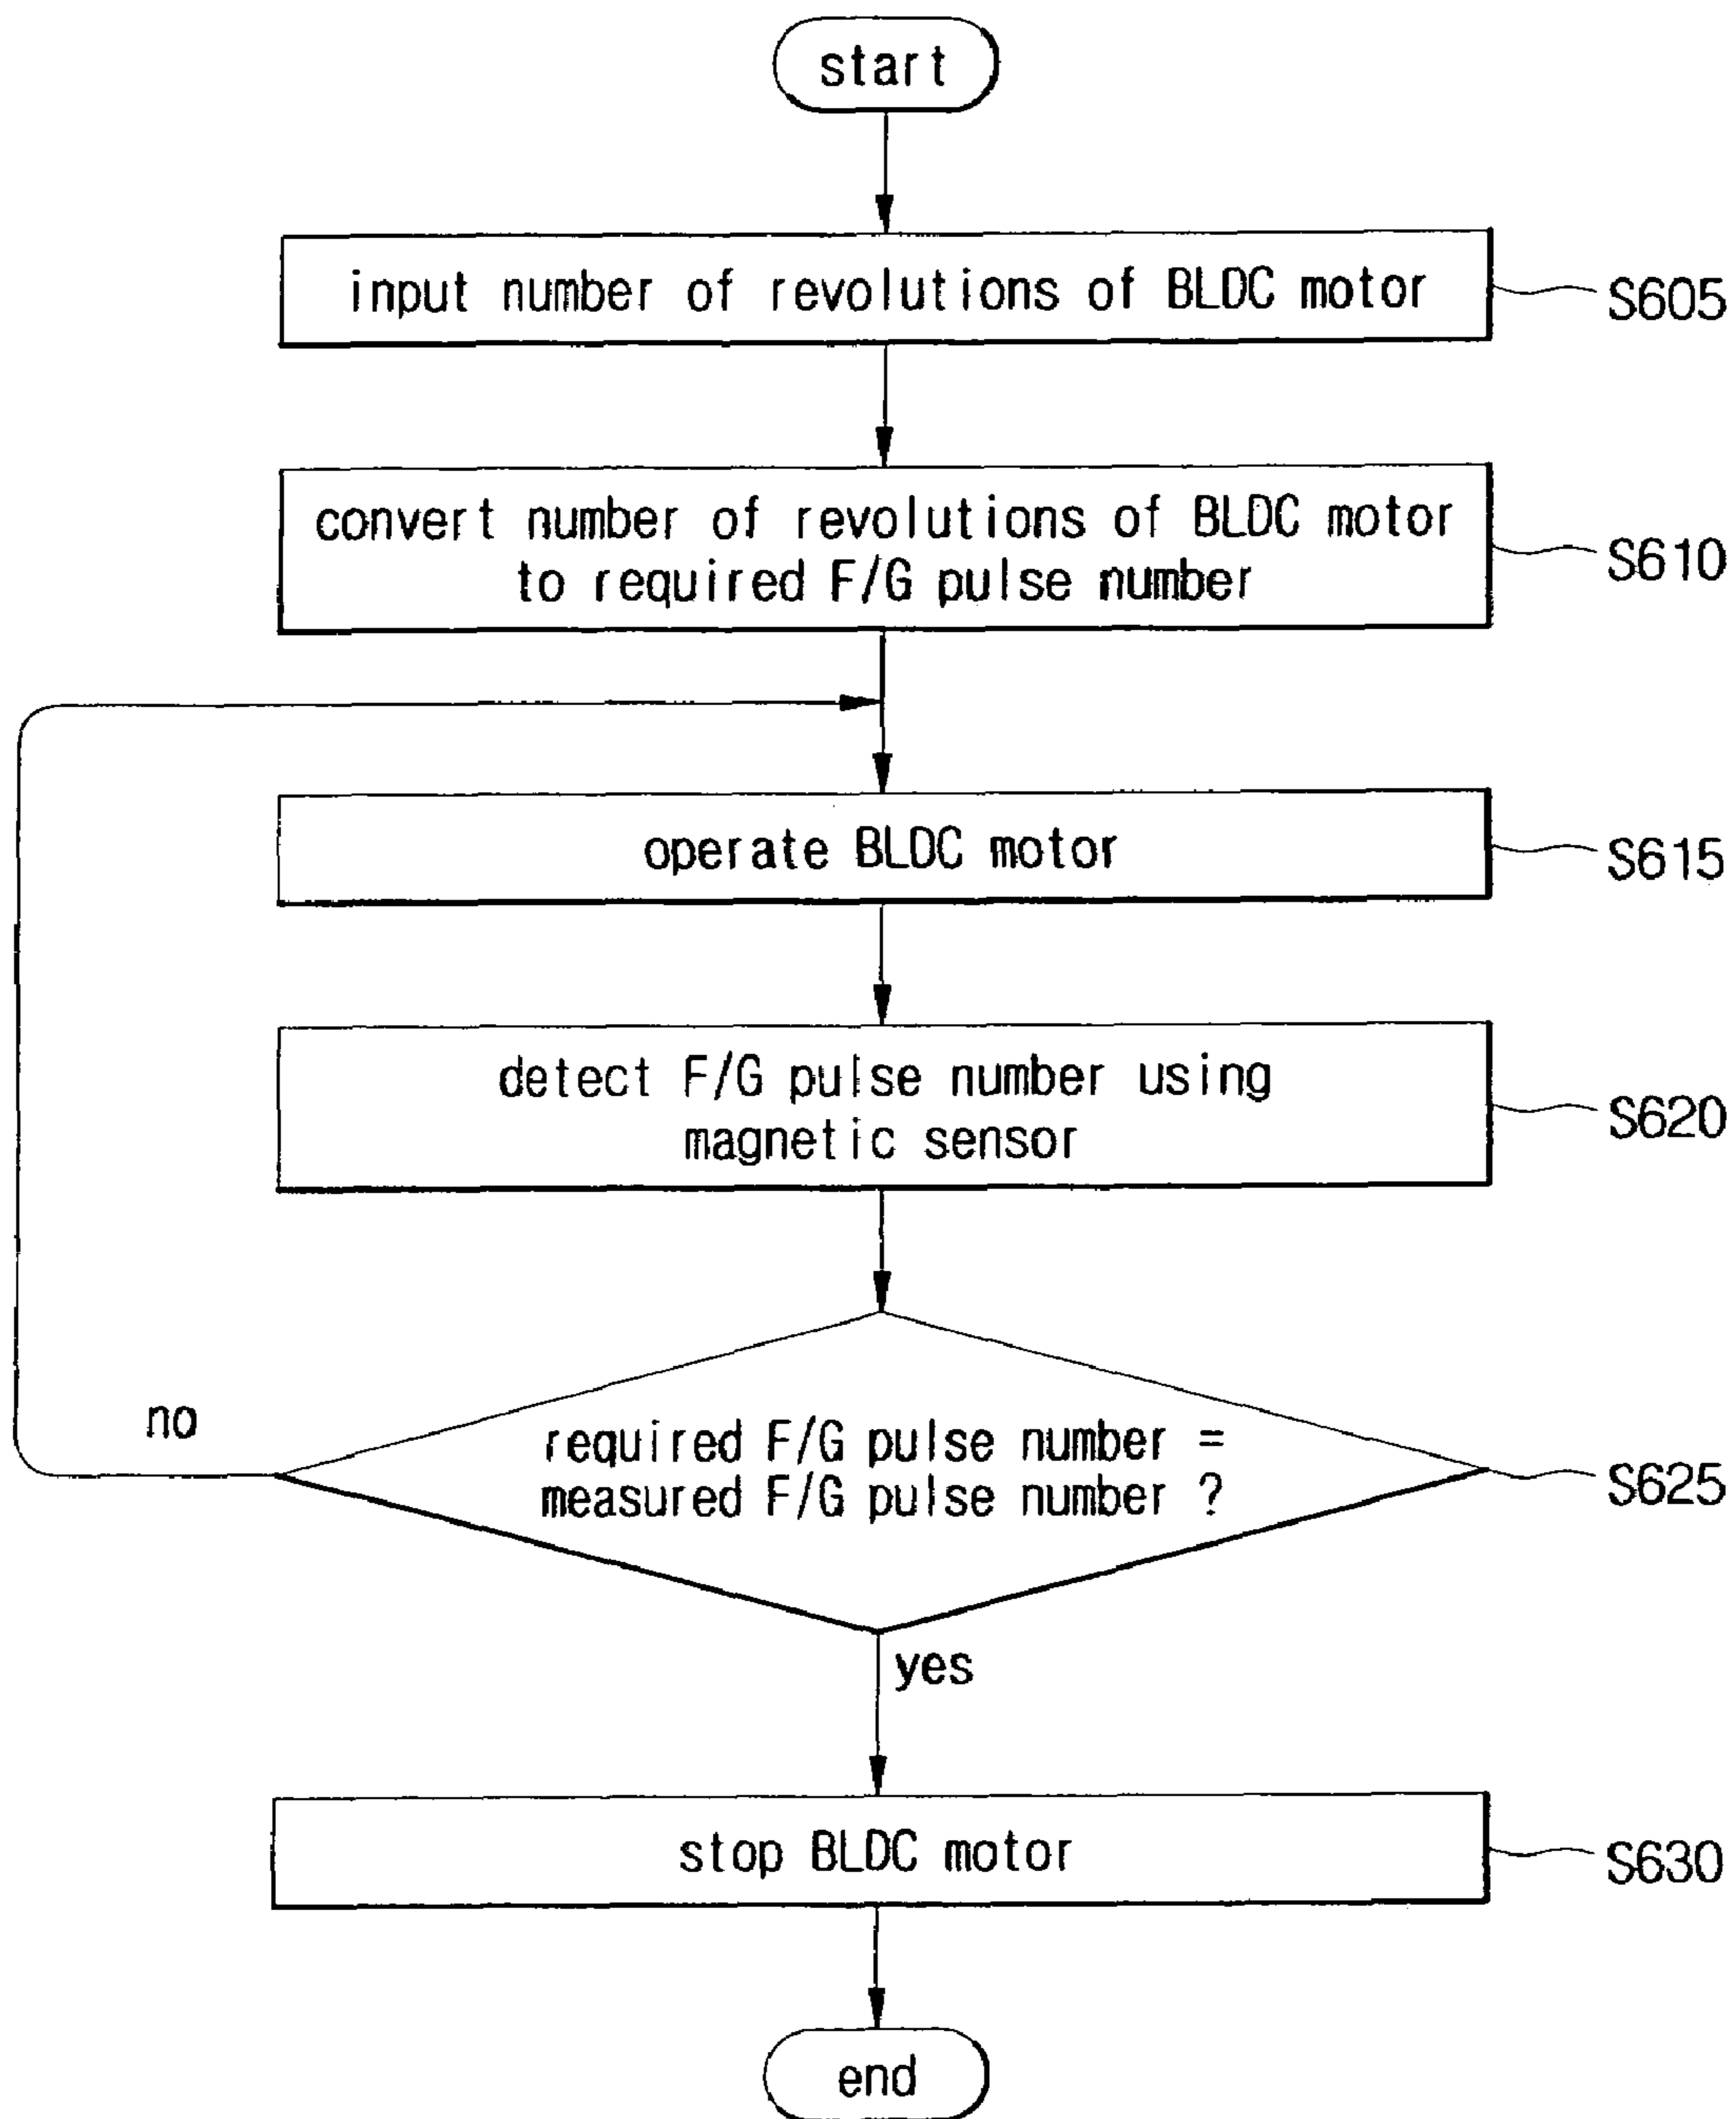 start
input number of revolutions of BLDC motor
S605
convert number of revolutions of BLDC motor
to required F/G pulse number
S610
operate BLDC motor
S615
detect F/G pulse number using
magnetic sensor
S620
no
required F/G pulse number =
measured F/G pulse number ?
S625
yes
stop BLDC motor
S630
end